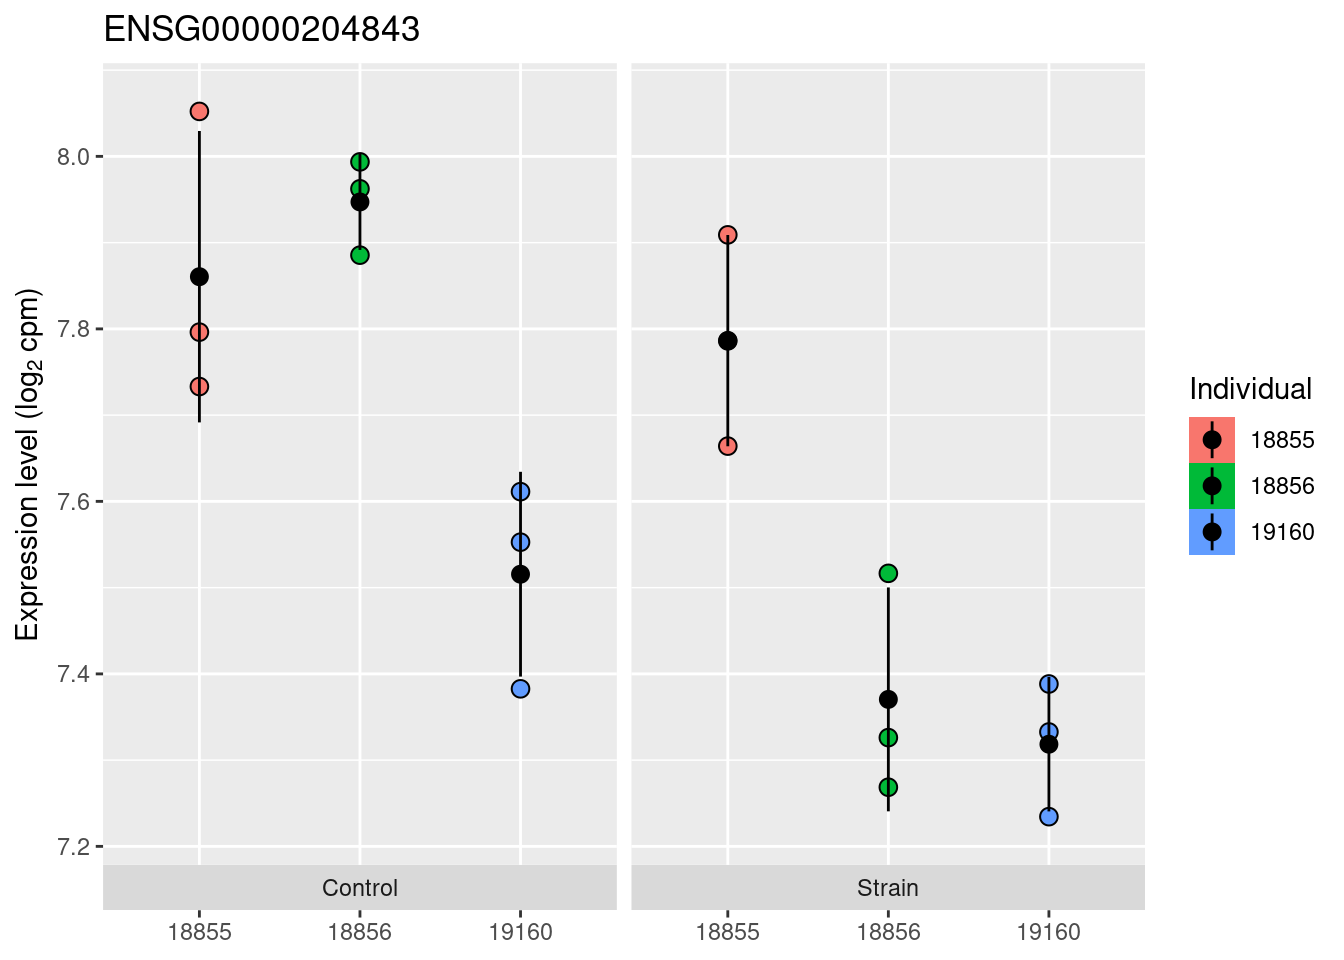 ENSG00000204843
Expression level (log₂ cpm)
8.0
7.8
7.6
7.4
7.2
Control
Strain
18855
18856
19160
18855
18856
19160
Individual
18855
18856
19160